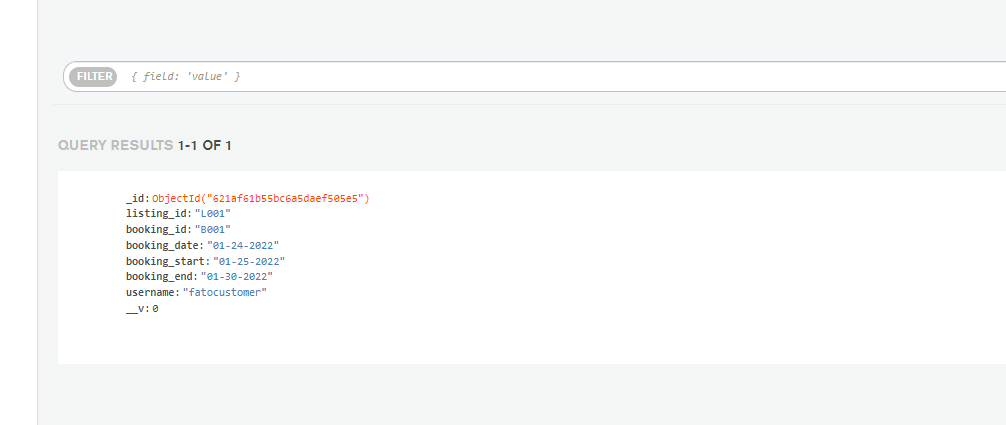 FILTER { field: 'value' }
QUERY RESULTS 1-1 OF 1
_id: ObjectId("621af61b55bc6a5daef505e5")
listing_id: "L001"
booking_id: "B001"
booking_date: "01-24-2022"
booking_start: "01-25-2022"
booking_end: "01-30-2022"
username: "fatocustomer"
__v: 0